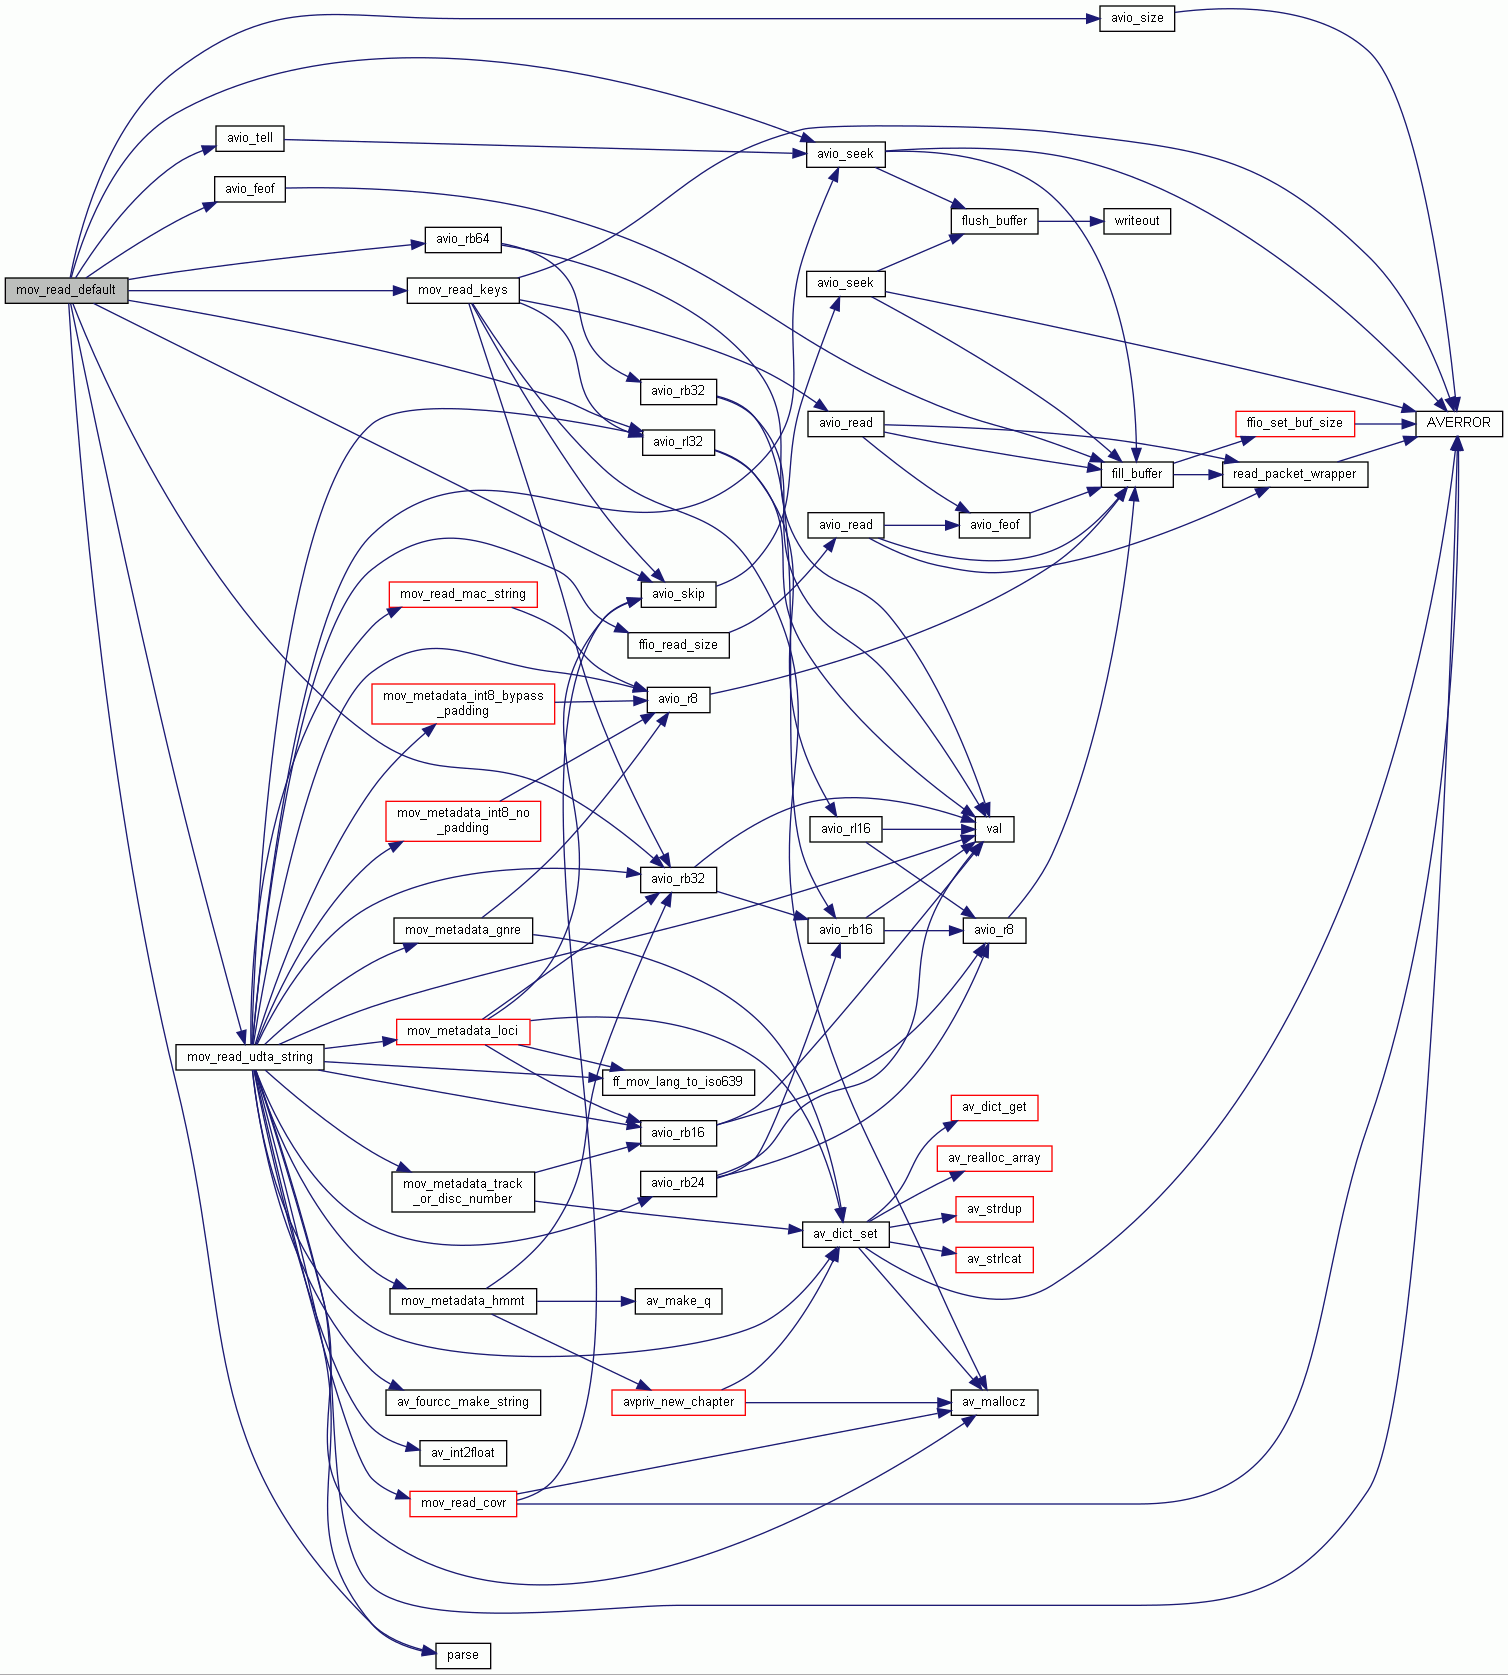 avio_size
avio_tell
avio_seek
avio_feof
flush_buffer
writeout
avio_rb64
mov_read_default
mov_read_keys
avio_seek
avio_rb32
avio_read
ffio_set_buf_size
AVERROR
avio_rl32
fill_buffer
read_packet_wrapper
avio_read
avio_feof
mov_read_mac_string
avio_skip
ffio_read_size
mov_metadata_int8_bypass
_padding
avio_r8
mov_metadata_int8_no
_padding
avio_rl16
val
avio_rb32
mov_metadata_gnre
avio_rb16
avio_r8
mov_metadata_loci
mov_read_udta_string
ff_mov_lang_to_iso639
av_dict_get
avio_rb16
av_realloc_array
mov_metadata_track
_or_disc_number
avio_rb24
av_strdup
av_dict_set
av_strlcat
mov_metadata_hmmt
av_make_q
av_fourcc_make_string
avpriv_new_chapter
av_mallocz
av_int2float
mov_read_covr
parse